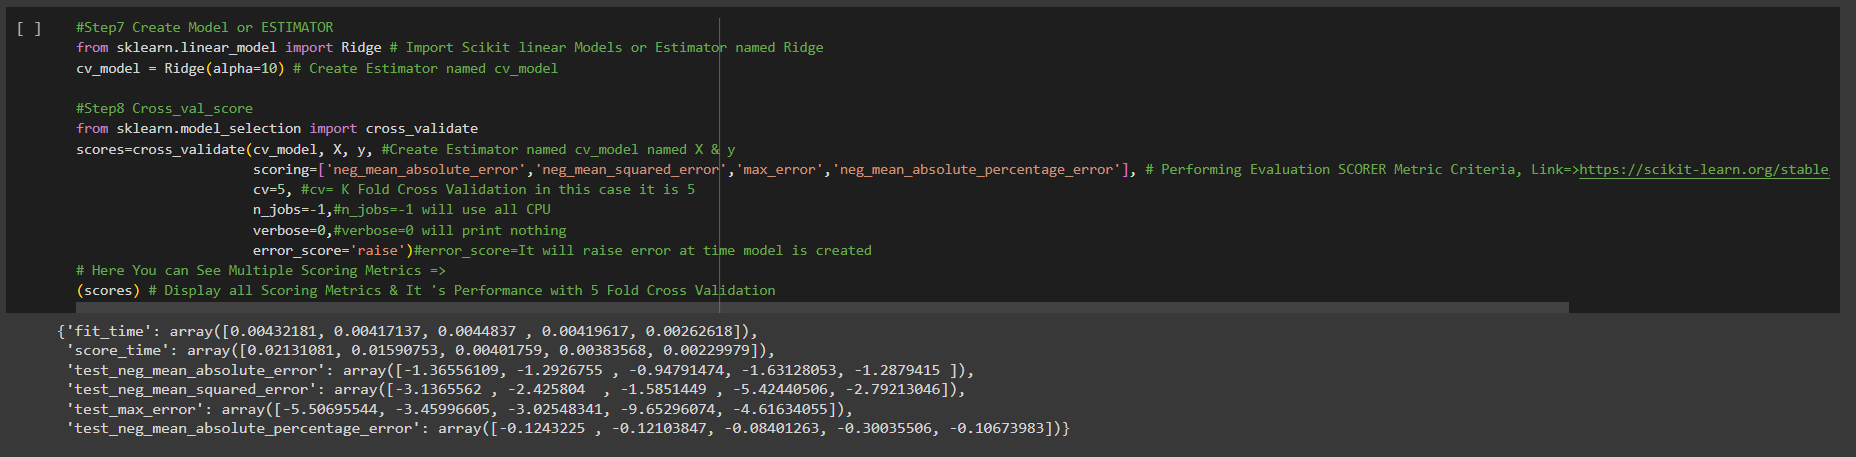 [ ] #Step7 Create Model or ESTIMATOR
from sklearn.linear_model import Ridge # Import Scikit linear Models or Estimator named Ridge
cv_model = Ridge(alpha=10) # Create Estimator named cv_model
#Step8 Cross_val_score
from sklearn.model_selection import cross_validate
scores=cross_validate(cv_model, X, y, #Create Estimator named cv_model named X & y
scoring=['neg_mean_absolute_error','neg_mean_squared_error','max_error','neg_mean_absolute_percentage_error'], # Performing Evaluation SCORER Metric Criteria, Link=>https://scikit-learn.org/stable
cv=5, #cv= K Fold Cross Validation in this case it is 5
n_jobs=-1,#n_jobs=-1 will use all CPU
verbose=0,#verbose=0 will print nothing
error_score='raise')#error_score=It will raise error at time model is created
# Here You can See Multiple Scoring Metrics =>
(scores) # Display all Scoring Metrics & It 's Performance with 5 Fold Cross Validation
{'fit_time': array([0.00432181, 0.00417137, 0.0044837 , 0.00419617, 0.00262618]),
'score_time': array([0.02131081, 0.01590753, 0.00401759, 0.00383568, 0.00229979]),
'test_neg_mean_absolute_error': array([-1.36556109, -1.2926755 , -0.94791474, -1.63128053, -1.2879415 ]),
'test_neg_mean_squared_error': array([-3.1365562 , -2.425804  , -1.5851449 , -5.42440506, -2.79213046]),
'test_max_error': array([-5.50695544, -3.45996605, -3.02548341, -9.65296074, -4.61634055]),
'test_neg_mean_absolute_percentage_error': array([-0.1243225 , -0.12103847, -0.08401263, -0.30035506, -0.10673983])}